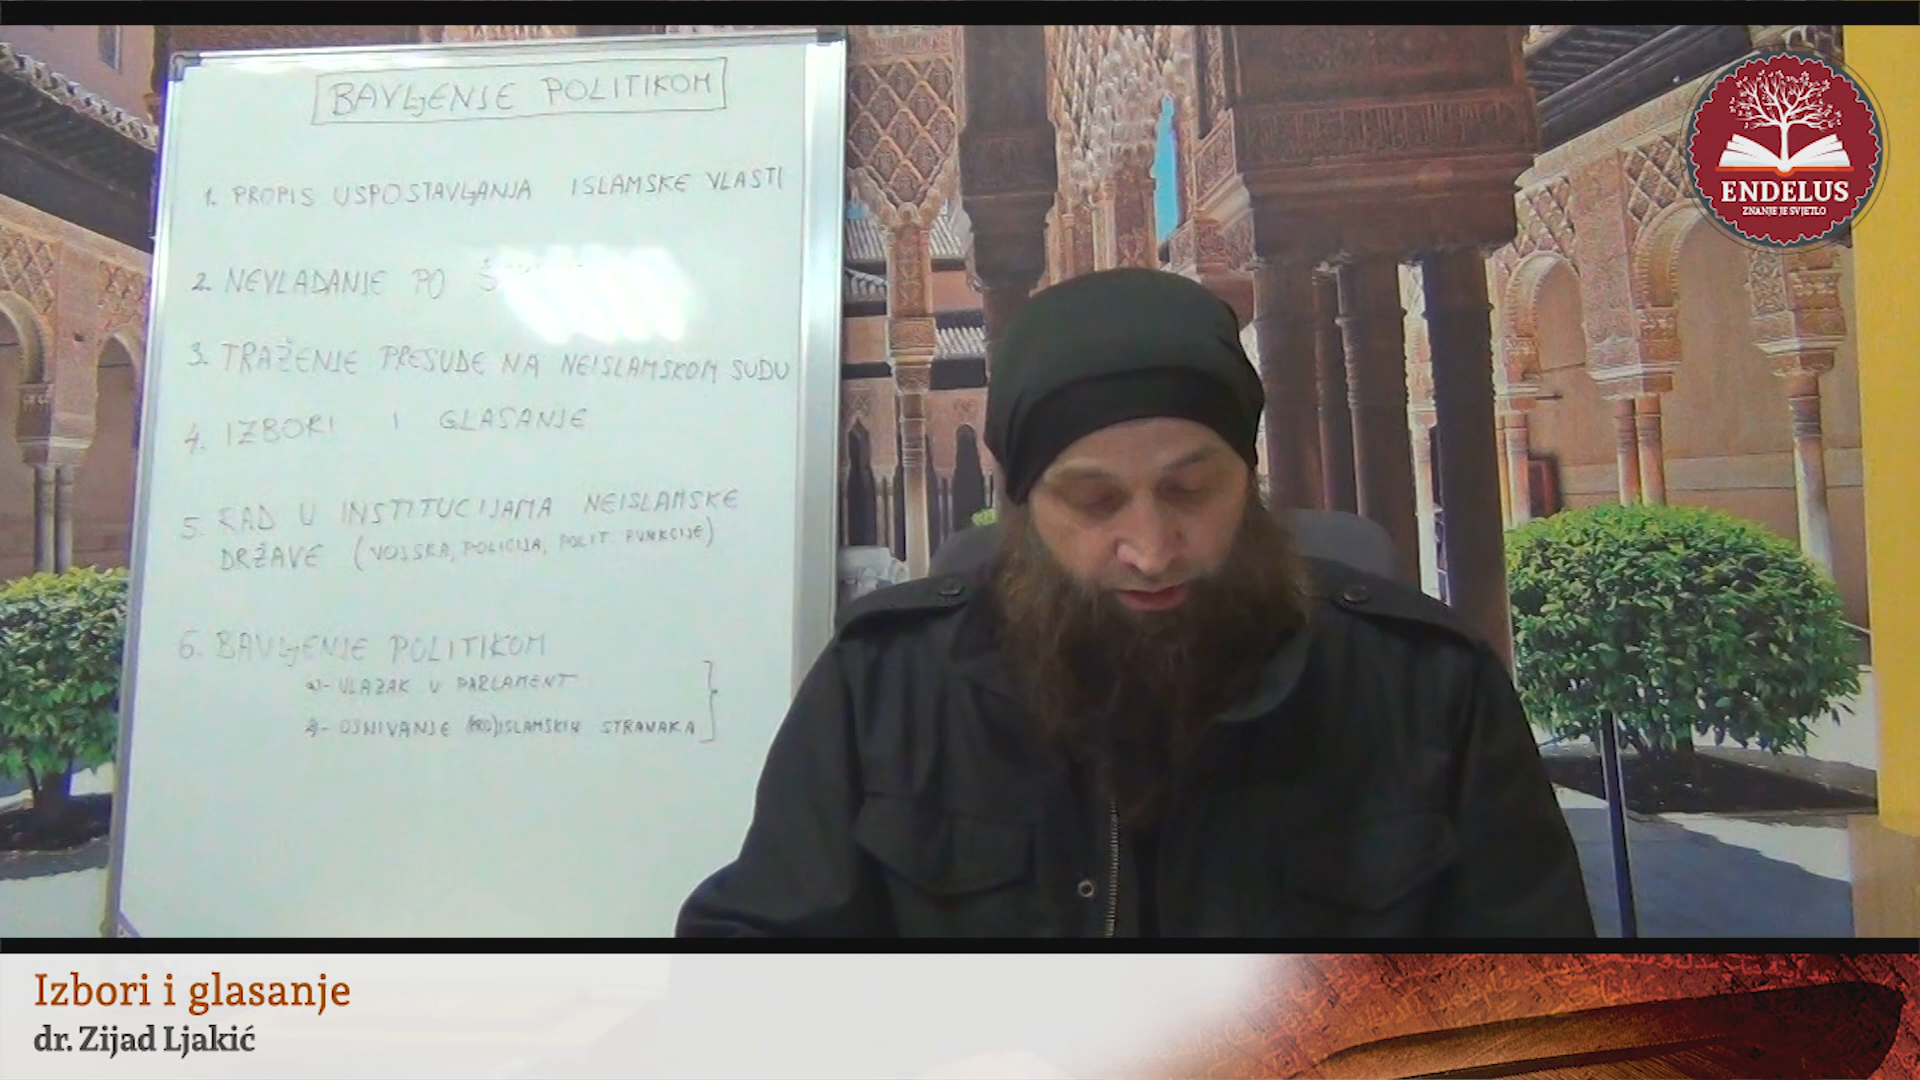 BAVLJENJE POLITIKOM
1. PROPIS USPOSTAVLJANJA ISLAMSKE VLASTI
2. NEVLADANJE PO
3. TRAŽENJE PRESUDE NA NEISLAMSKOM SUDU
4. IZBORI I GLASANJE
5. RAD U INSTITUCIJAMA NEISLAMSKE
DRŽAVE (VOJSKA, POLICIJA, POLIT. FUNKCIJE)
6. BAVLJENJE POLITIKOM
- ULAZAK U PARLAMENT
- OSNIVANJE (PRO)ISLAMSKIH STRANAKA
ENDELUS
ZNANJE JE SVJETLO
Izbori i glasanje
dr. Zijad Ljakić